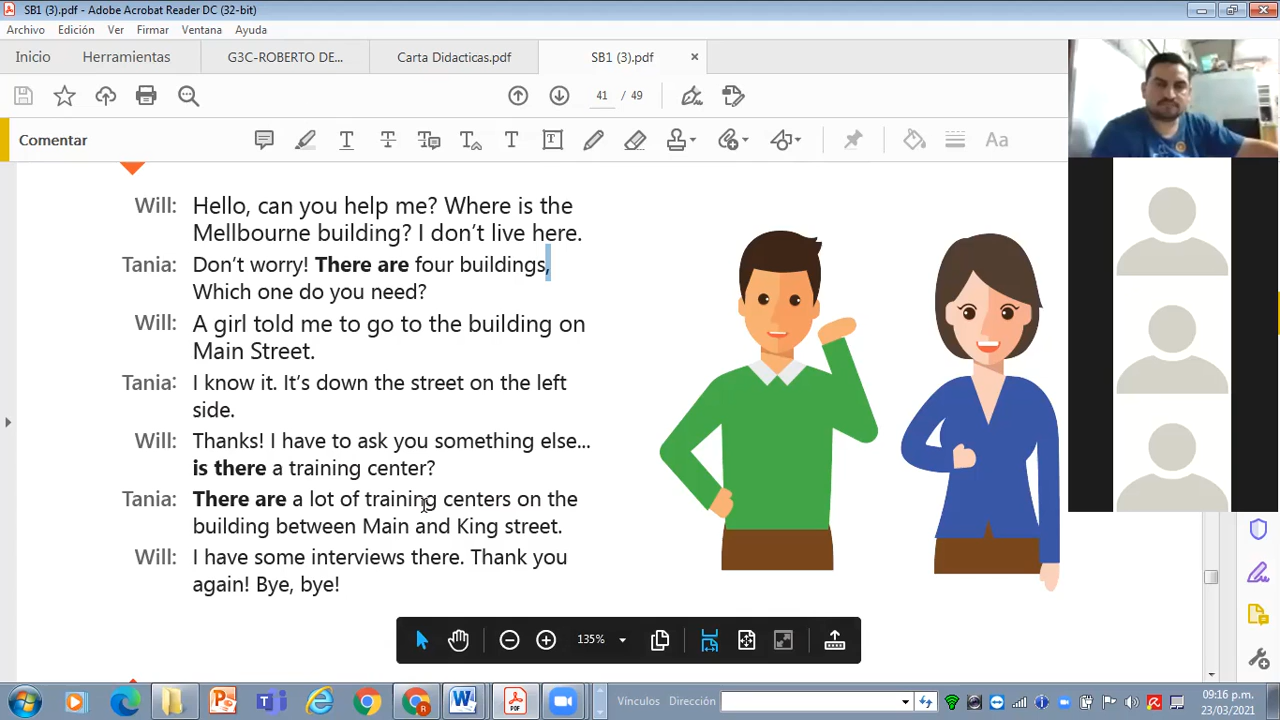 SB1 (3).pdf - Adobe Acrobat Reader DC (32-bit)
Archivo Edición Ver Firmar Ventana Ayuda
Inicio Herramientas G3C-ROBERTO DE... Carta Didacticas.pdf SB1 (3).pdf
41 / 49
Comentar
Will: Hello, can you help me? Where is the
Mellbourne building? I don't live here.
Tania: Don't worry! There are four buildings,
Which one do you need?
Will: A girl told me to go to the building on
Main Street.
Tania: I know it. It's down the street on the left
side.
Will: Thanks! I have to ask you something else...
is there a training center?
Tania: There are a lot of training centers on the
building between Main and King street.
Will: I have some interviews there. Thank you
again! Bye, bye!
135%
Vínculos Dirección
09:16 p.m.
23/03/2021